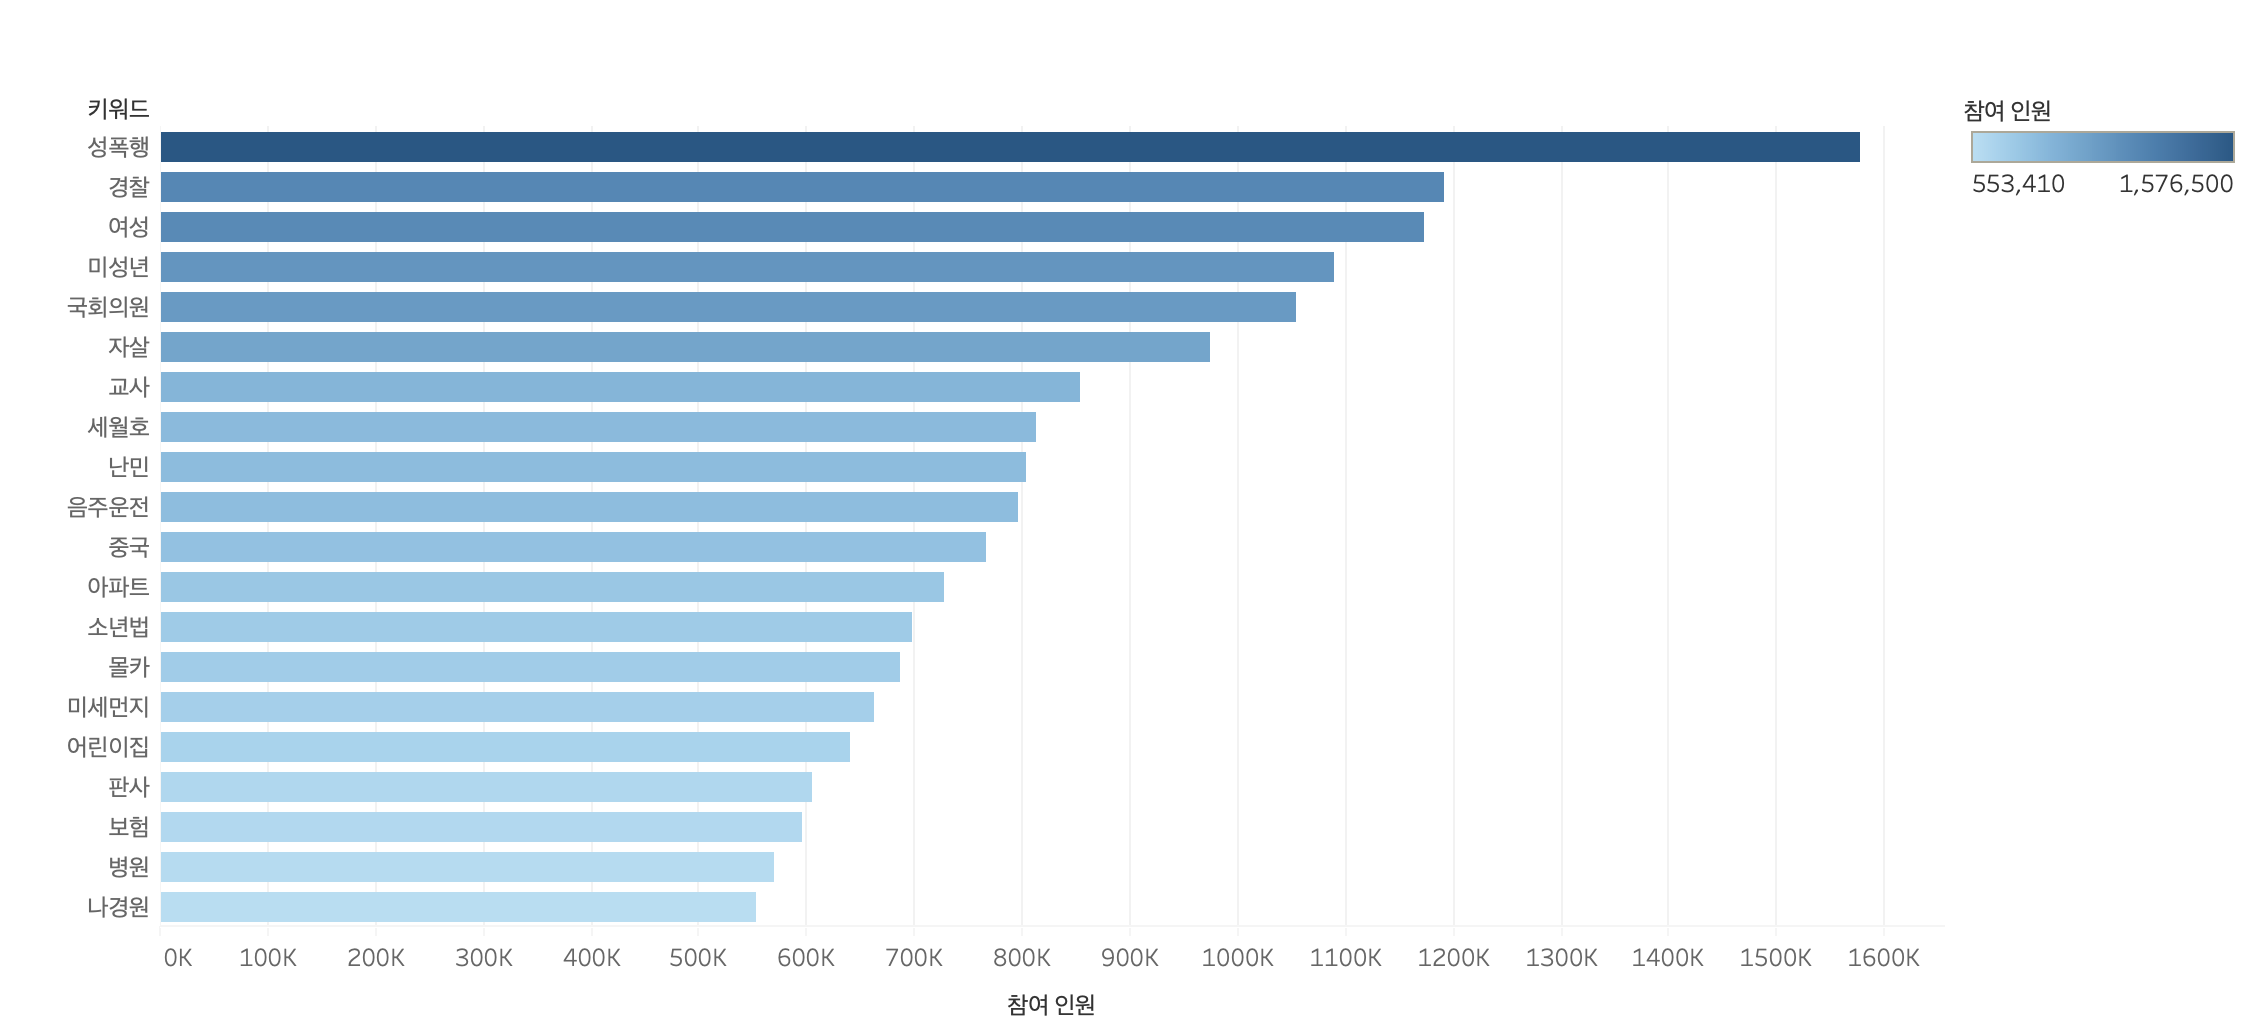 키워드
성폭행
경찰
여성
미성년
국회의원
자살
교사
세월호
난민
음주운전
중국
아파트
소년법
몰카
미세먼지
어린이집
판사
보험
병원
나경원
0K 100K 200K 300K 400K 500K 600K 700K 800K 900K 1000K 1100K 1200K 1300K 1400K 1500K 1600K
참여 인원
참여 인원
553,410 1,576,500